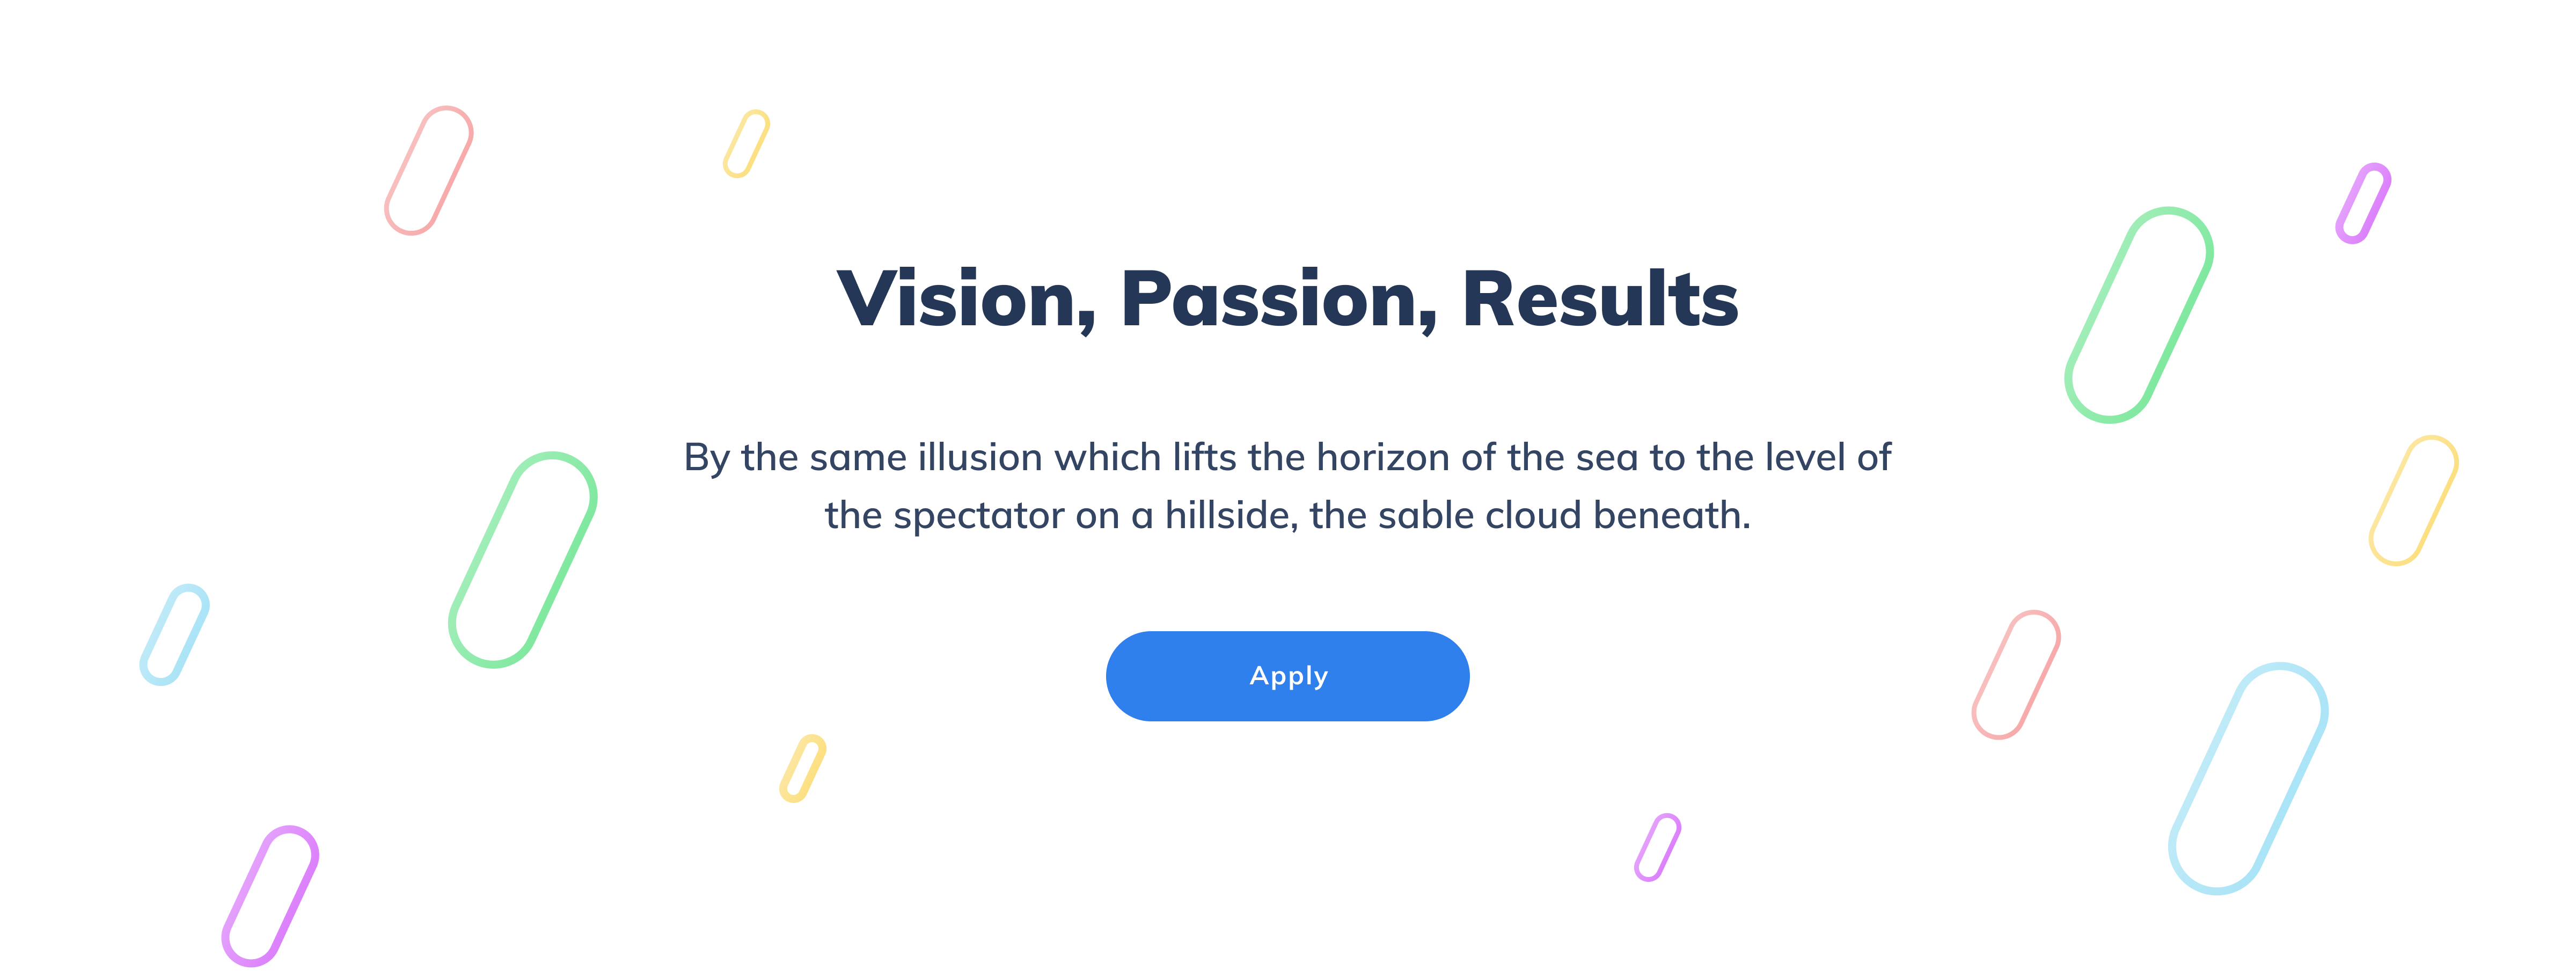 Vision, Passion, Results
By the same illusion which lifts the horizon of the sea to the level of
the spectator on a hillside, the sable cloud beneath.
Apply